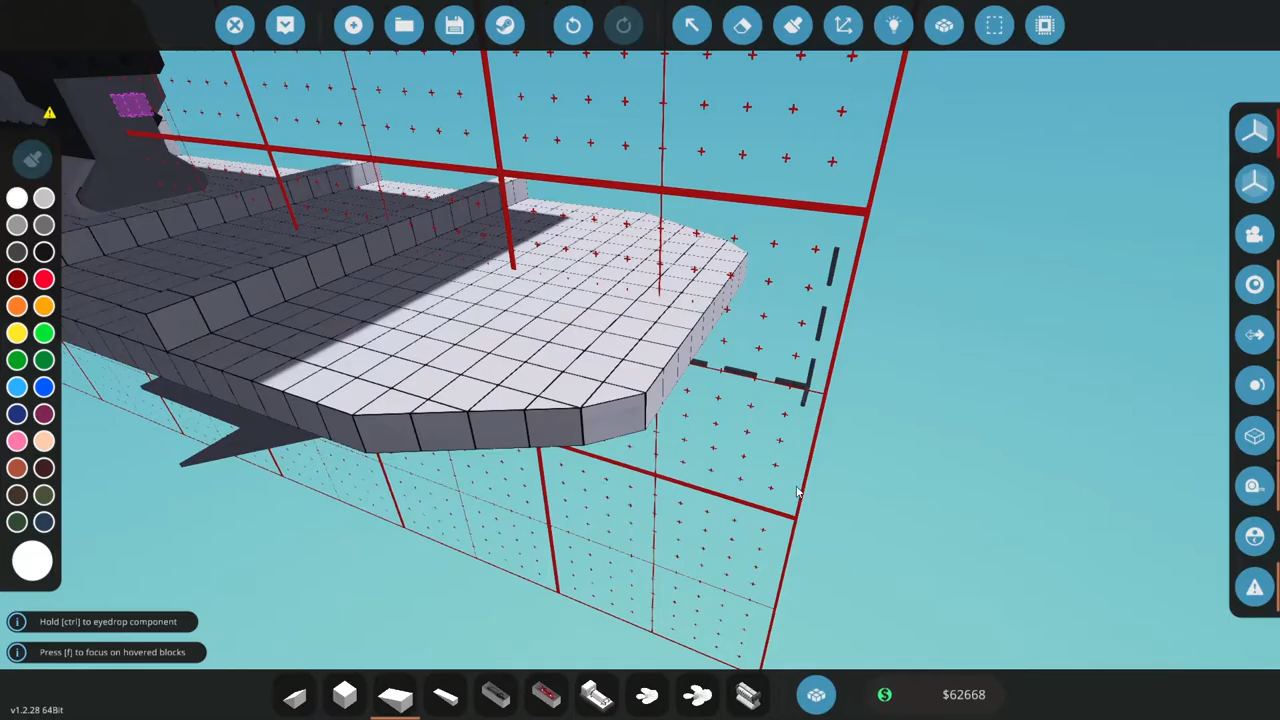 Hold [ctrl] to eyedrop component
Press [f] to focus on hovered blocks
v1.2.28 64Bit
$ $62668